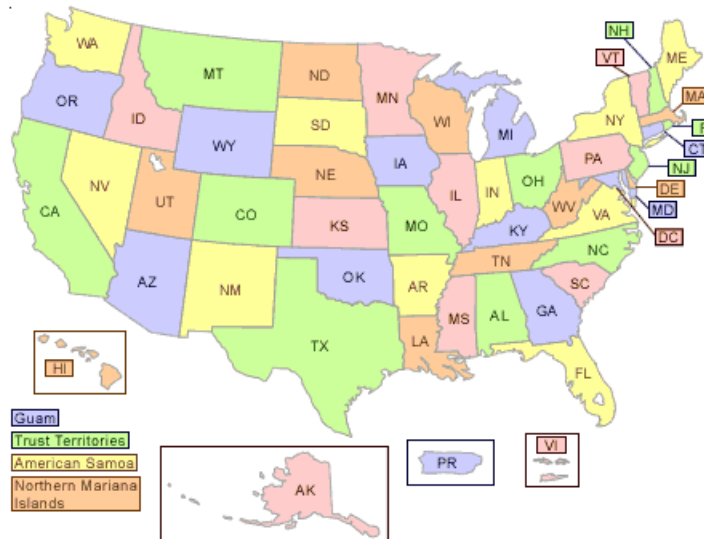 NH
ME
WA
VT
MT
ND
MN
MA
OR
ID
SD
WI
NY
WY
MI
CT
IA
PA
NJ
NV
NE
IL
IN
OH
DE
UT
WV
VA
MD
CA
CO
KS
MO
KY
DC
NC
TN
AZ
NM
OK
AR
SC
MS
AL
GA
TX
LA
HI
FL
Guam
Trust Territories
American Samoa
Northern Mariana
Islands
AK
PR
VI